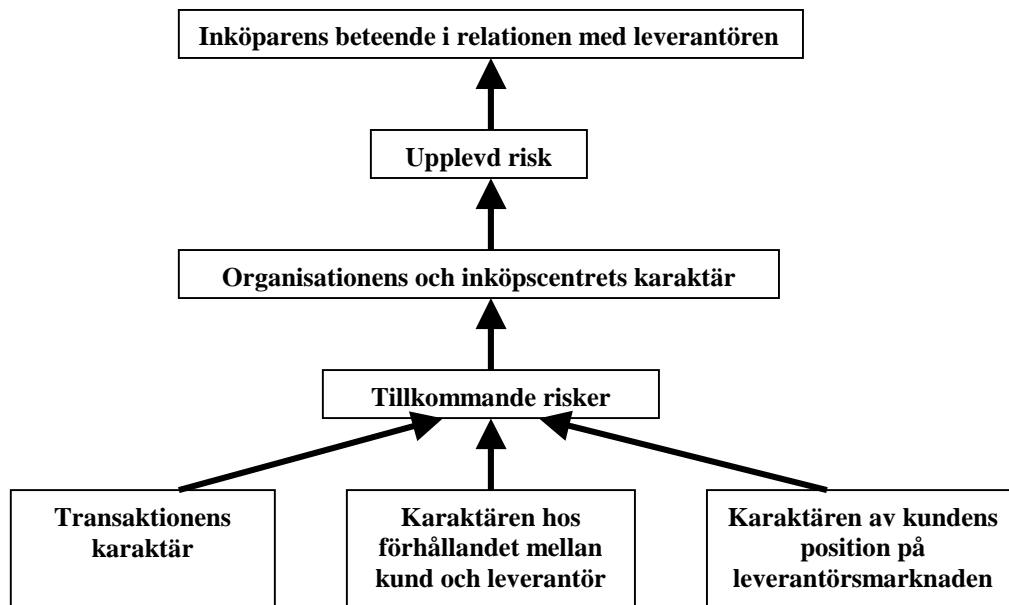 Inköparens beteende i relationen med leverantören
Upplevd risk
Organisationens och inköpscentrets karaktär
Tillkommande risker
Transaktionens
karaktär
Karaktären hos
förhållandet mellan
kund och leverantör
Karaktären av kundens
position på
leverantörsmarknaden